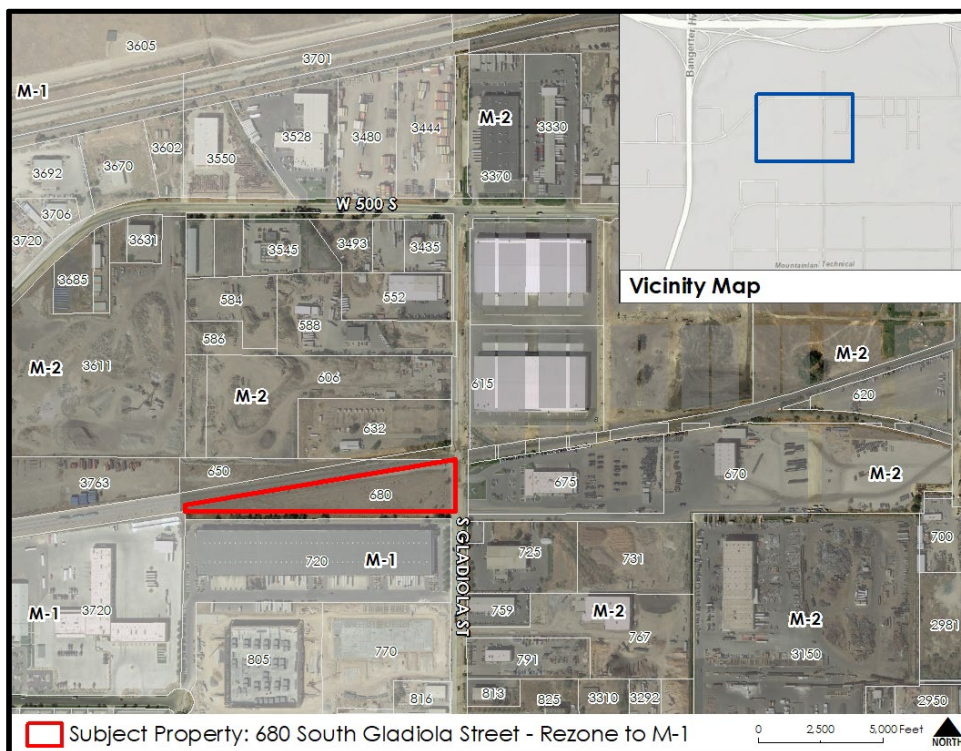 3605
3701
M-1
3692
3670
3602
3550
3528
3480
3444
M-2
3370
3330
3706
3720
W 500 S
3631
3685
3545
3493
3435
584
588
552
586
M-2
3611
M-2
606
632
615
M-2
620
3763
650
680
675
670
M-2
700
S GLADIOLA ST
720
M-1
725
731
M-1
3720
759
M-2
767
M-2
3150
2981
805
770
791
816
813
825
3310
3292
2950
Bangerter Hw
Mountainlan Technical
Vicinity Map
Subject Property: 680 South Gladiola Street - Rezone to M-1
0 2,500 5,000 Feet
NORTH